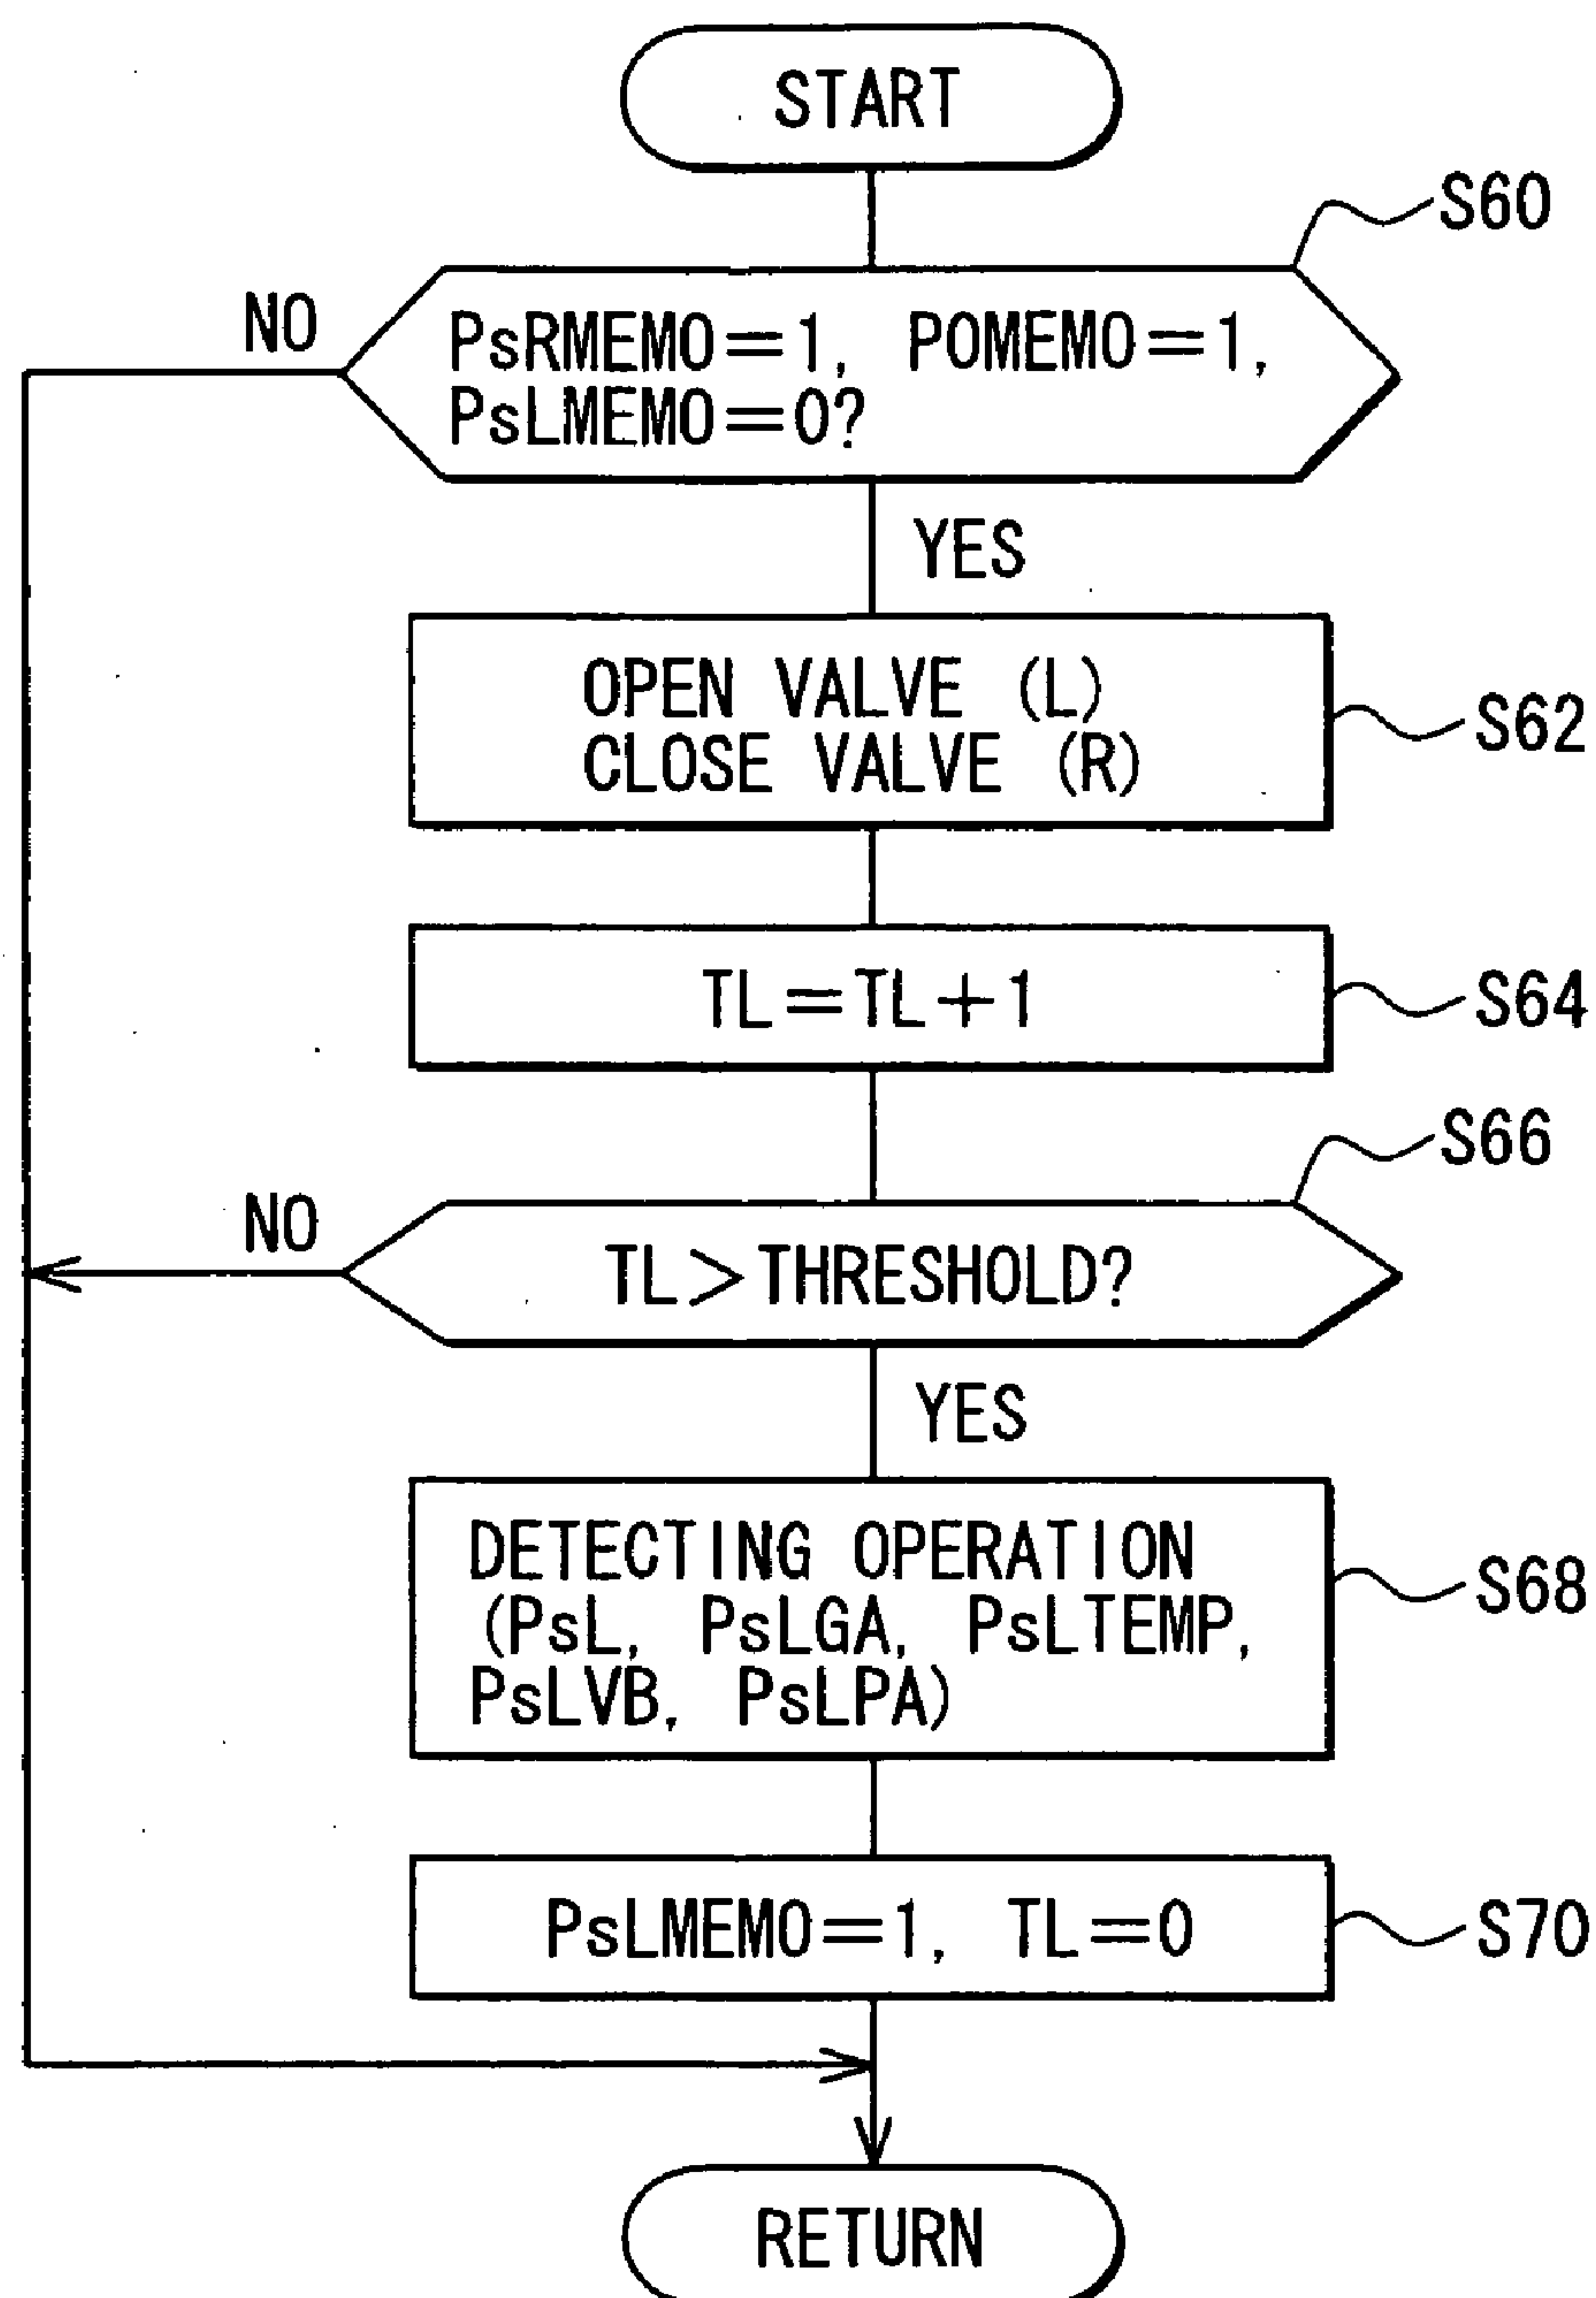 START
S60
NO
PsRMEMO=1, POMEMO=1,
PsLMEMO=0?
YES
OPEN VALVE (L)
CLOSE VALVE (R)
S62
TL=TL+1
S64
S66
NO
TL>THRESHOLD?
YES
DETECTING OPERATION
(PsL, PsLGA, PsLTEMP,
PsLVB, PsLPA)
S68
PsLMEMO=1, TL=0
S70
RETURN